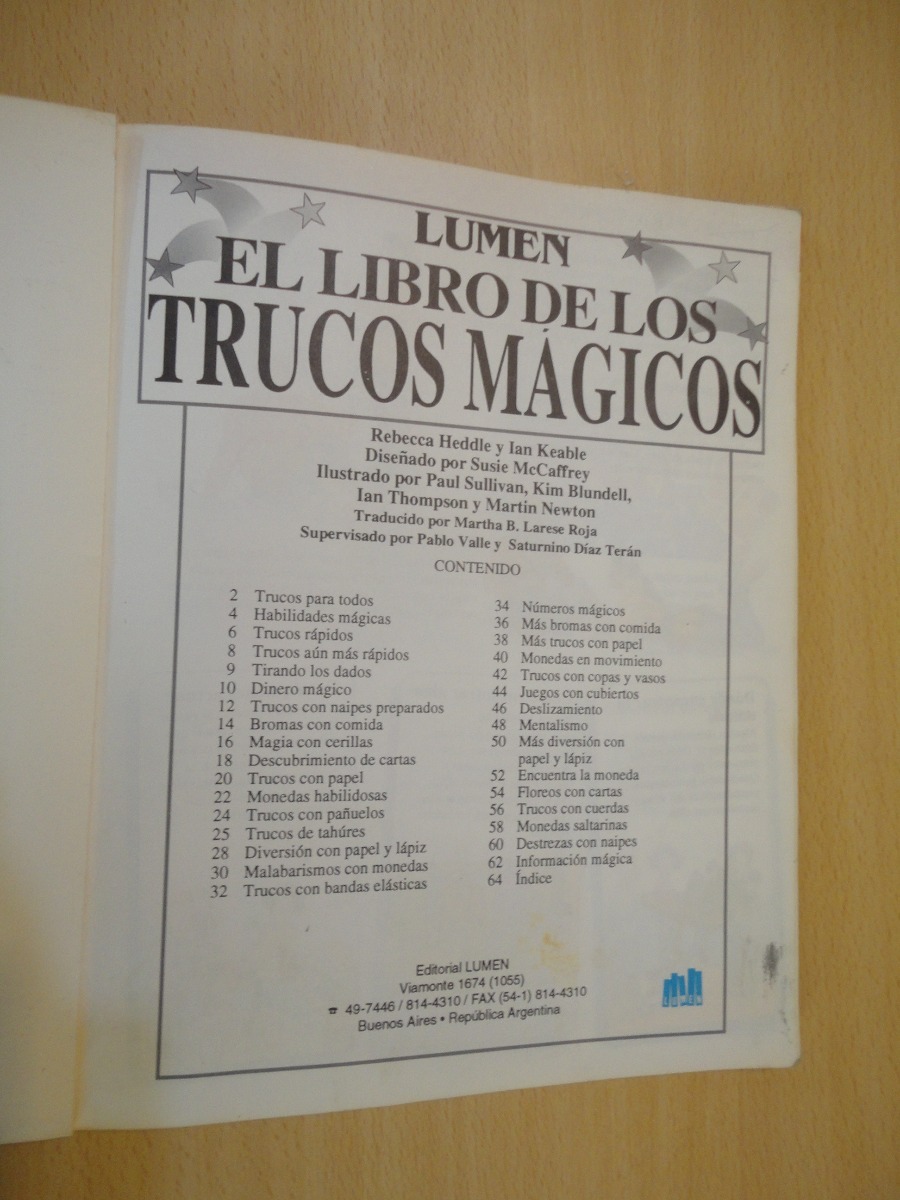 LUMEN
EL LIBRO DE LOS
TRUCOS MÁGICOS
Rebecca Heddle y Ian Keable
Diseñado por Susie McCaffrey
Ilustrado por Paul Sullivan, Kim Blundell,
Ian Thompson y Martin Newton
Traducido por Martha B. Larese Roja
Supervisado por Pablo Valle y Saturnino Díaz Terán
CONTENIDO
2 Trucos para todos
4 Habilidades mágicas
6 Trucos rápidos
8 Trucos aún más rápidos
9 Tirando los dados
10 Dinero mágico
12 Trucos con naipes preparados
14 Bromas con comida
16 Magia con cerillas
18 Descubrimiento de cartas
20 Trucos con papel
22 Monedas habilidosas
24 Trucos con pañuelos
25 Trucos de tahúres
28 Diversión con papel y lápiz
30 Malabarismos con monedas
32 Trucos con bandas elásticas
34 Números mágicos
36 Más bromas con comida
38 Más trucos con papel
40 Monedas en movimiento
42 Trucos con copas y vasos
44 Juegos con cubiertos
46 Deslizamiento
48 Mentalismo
50 Más diversión con
papel y lápiz
52 Encuentra la moneda
54 Floreos con cartas
56 Trucos con cuerdas
58 Monedas saltarinas
60 Destrezas con naipes
62 Información mágica
64 Índice
Editorial LUMEN
Viamonte 1674 (1055)
☎ 49-7446 / 814-4310 / FAX (54-1) 814-4310
Buenos Aires • República Argentina
LUMEN